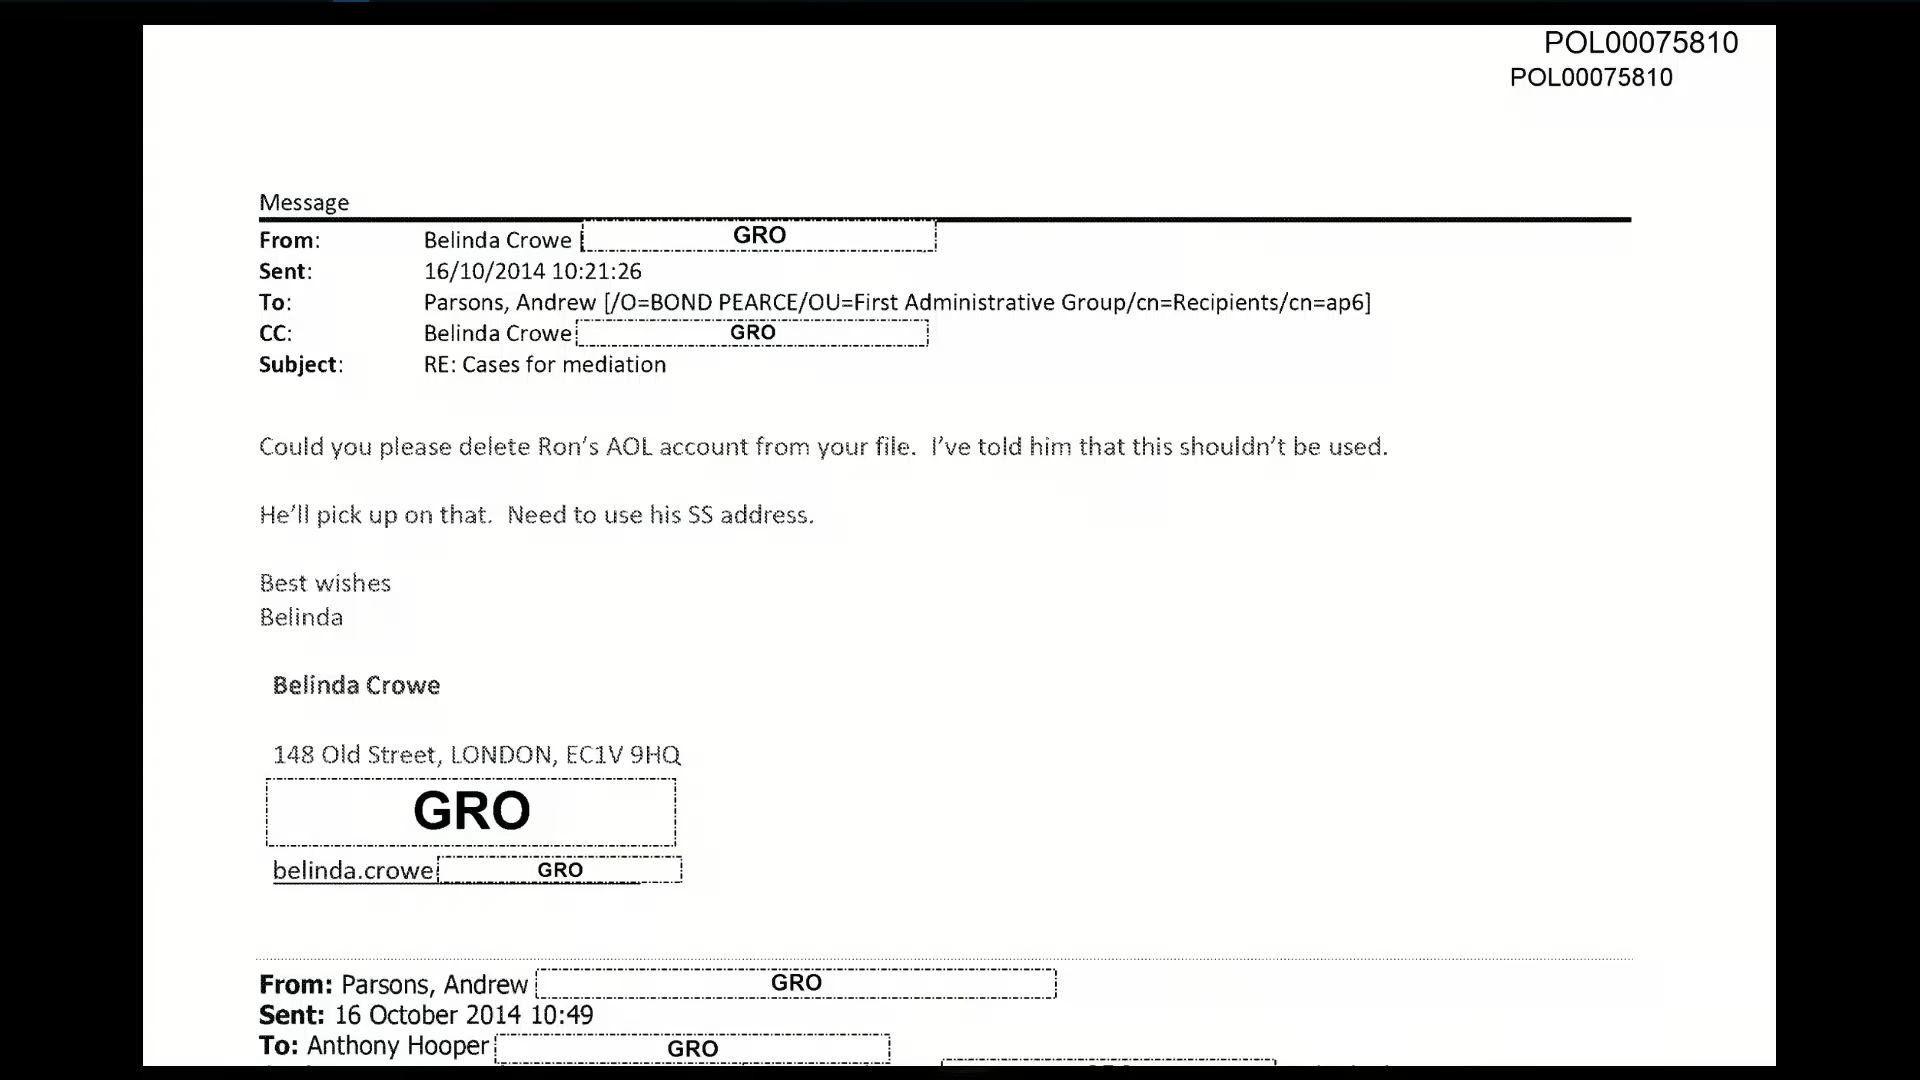 POL00075810
POL00075810
Message
From: Belinda Crowe GRO
Sent: 16/10/2014 10:21:26
To: Parsons, Andrew [/O=BOND PEARCE/OU=First Administrative Group/cn=Recipients/cn=ap6]
CC: Belinda Crowe GRO
Subject: RE: Cases for mediation
Could you please delete Ron's AOL account from your file. I've told him that this shouldn't be used.
He'll pick up on that. Need to use his SS address.
Best wishes
Belinda
Belinda Crowe
148 Old Street, LONDON, EC1V 9HQ
GRO
belinda.crowe GRO
From: Parsons, Andrew GRO
Sent: 16 October 2014 10:49
To: Anthony Hooper GRO